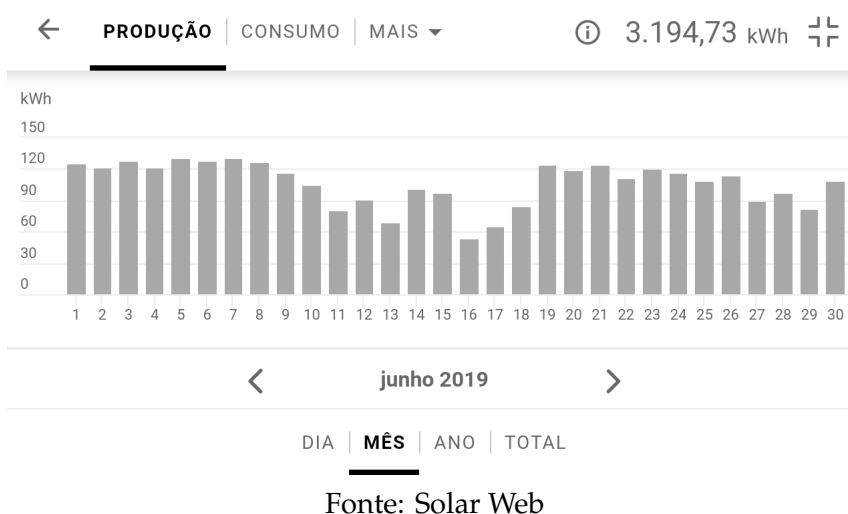 PRODUÇÃO CONSUMO MAIS 3.194,73 kWh
kWh
150
120
90
60
30
0
1 2 3 4 5 6 7 8 9 10 11 12 13 14 15 16 17 18 19 20 21 22 23 24 25 26 27 28 29 30
junho 2019
DIA MÊS ANO TOTAL
Fonte: Solar Web